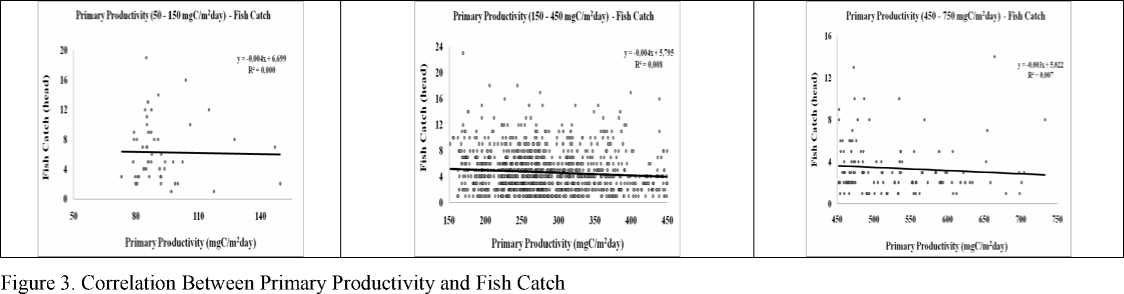 Primary Productivity (50 - 150 mgC/m²day) - Fish Catch
y = -0,004x + 6,699
R² = 0,000
Fish Catch (head)
20
16
12
8
4
0
50
80
110
140
Primary Productivity (mgC/m²day)
Primary Productivity (150 - 450 mgC/m²day) - Fish Catch
y = -0,004x + 5,795
R² = 0,008
Fish Catch (head)
24
20
16
12
8
4
0
150
200
250
300
350
400
450
Primary Productivity (mgC/m²day)
Primary Productivity (450 - 750 mgC/m²day) - Fish Catch
y = -0,003x + 5,022
R² = 0,007
Fish Catch (head)
16
12
8
4
0
450
500
550
600
650
700
750
Primary Productivity (mgC/m²day)
Figure 3. Correlation Between Primary Productivity and Fish Catch